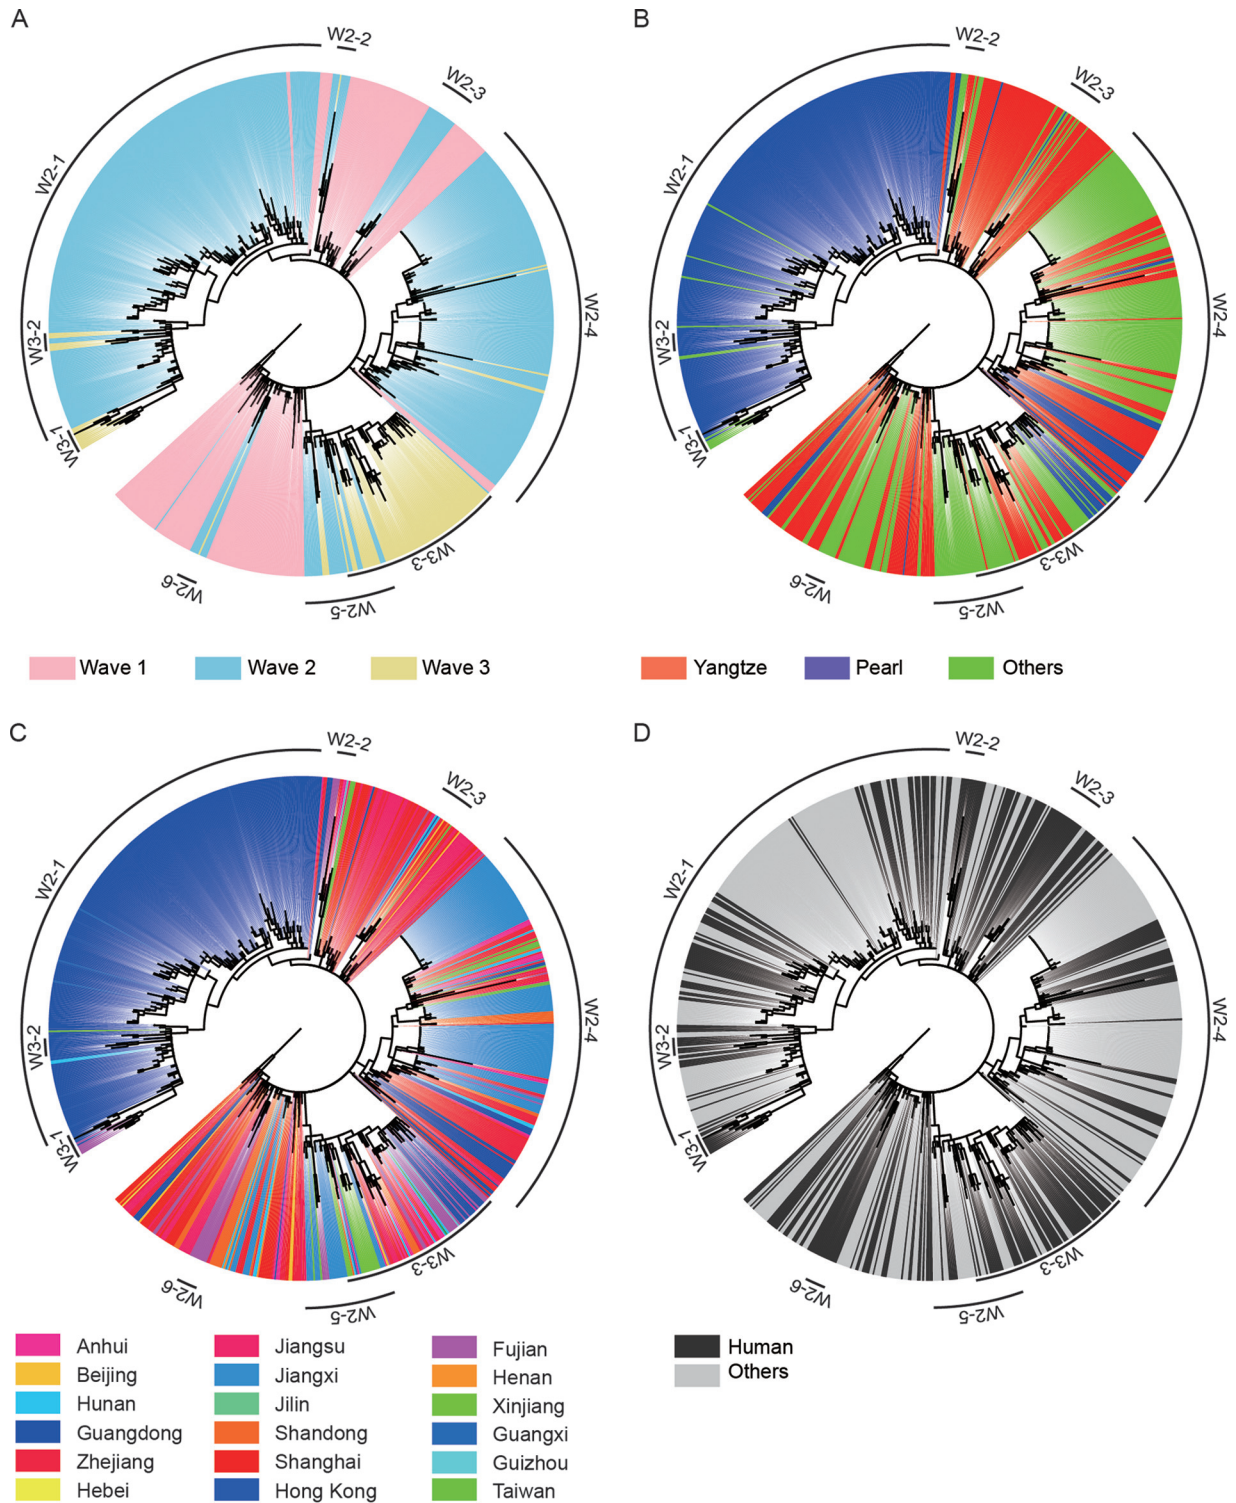 A
W2-2
W2-3
W2-1
W2-4
W3-2
W3-1
W3-3
W2-6
W2-5
Wave 1 Wave 2 Wave 3
B
W2-2
W2-3
W2-1
W2-4
W3-2
W3-1
W3-3
W2-6
W2-5
Yangtze Pearl Others
C
W2-2
W2-3
W2-1
W2-4
W3-2
W3-1
W3-3
W2-6
W2-5
Anhui Jiangsu Fujian
Beijing Jiangxi Henan
Hunan Jilin Xinjiang
Guangdong Shandong Guangxi
Zhejiang Shanghai Guizhou
Hebei Hong Kong Taiwan
D
W2-2
W2-3
W2-1
W2-4
W3-2
W3-1
W3-3
W2-6
W2-5
Human
Others